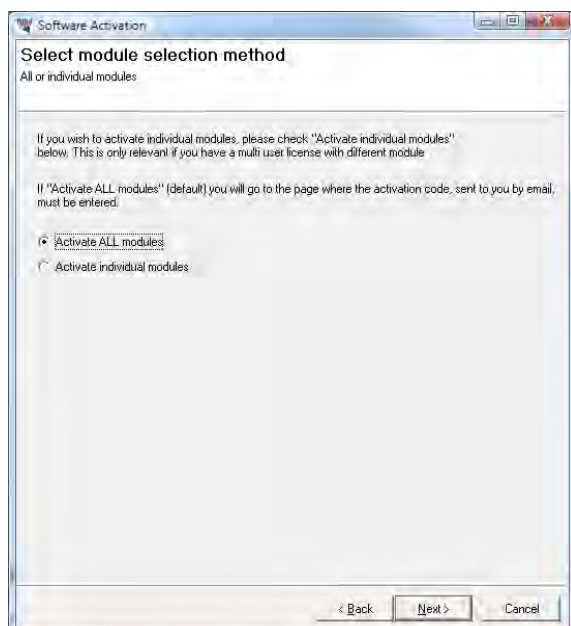 Software Activation
Select module selection method
All or individual modules
If you wish to activate individual modules, please check "Activate individual modules"
below. This is only relevant if you have a multi user license with different module
If "Activate ALL modules" (default) you will go to the page where the activation code, sent to you by email,
must be entered.
Activate ALL modules
Activate individual modules
< Back Next > Cancel